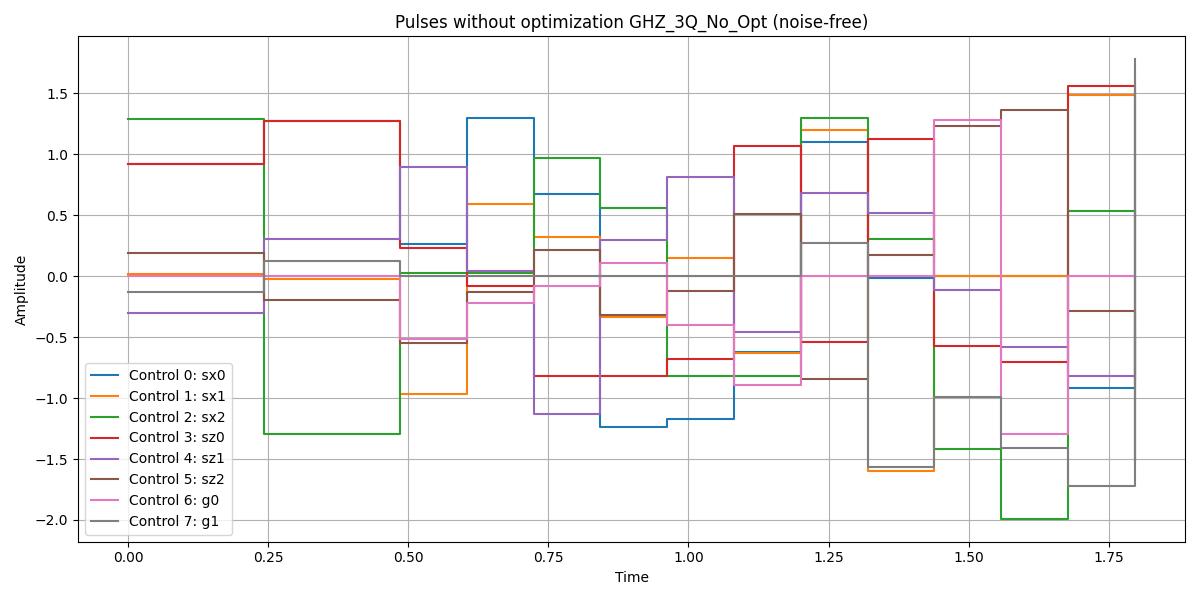 Pulses without optimization GHZ_3Q_No_Opt (noise-free)
Amplitude
1.5
1.0
0.5
0.0
−0.5
−1.0
−1.5
−2.0
Control 0: sx0
Control 1: sx1
Control 2: sx2
Control 3: sz0
Control 4: sz1
Control 5: sz2
Control 6: g0
Control 7: g1
0.00 0.25 0.50 0.75 1.00 1.25 1.50 1.75
Time